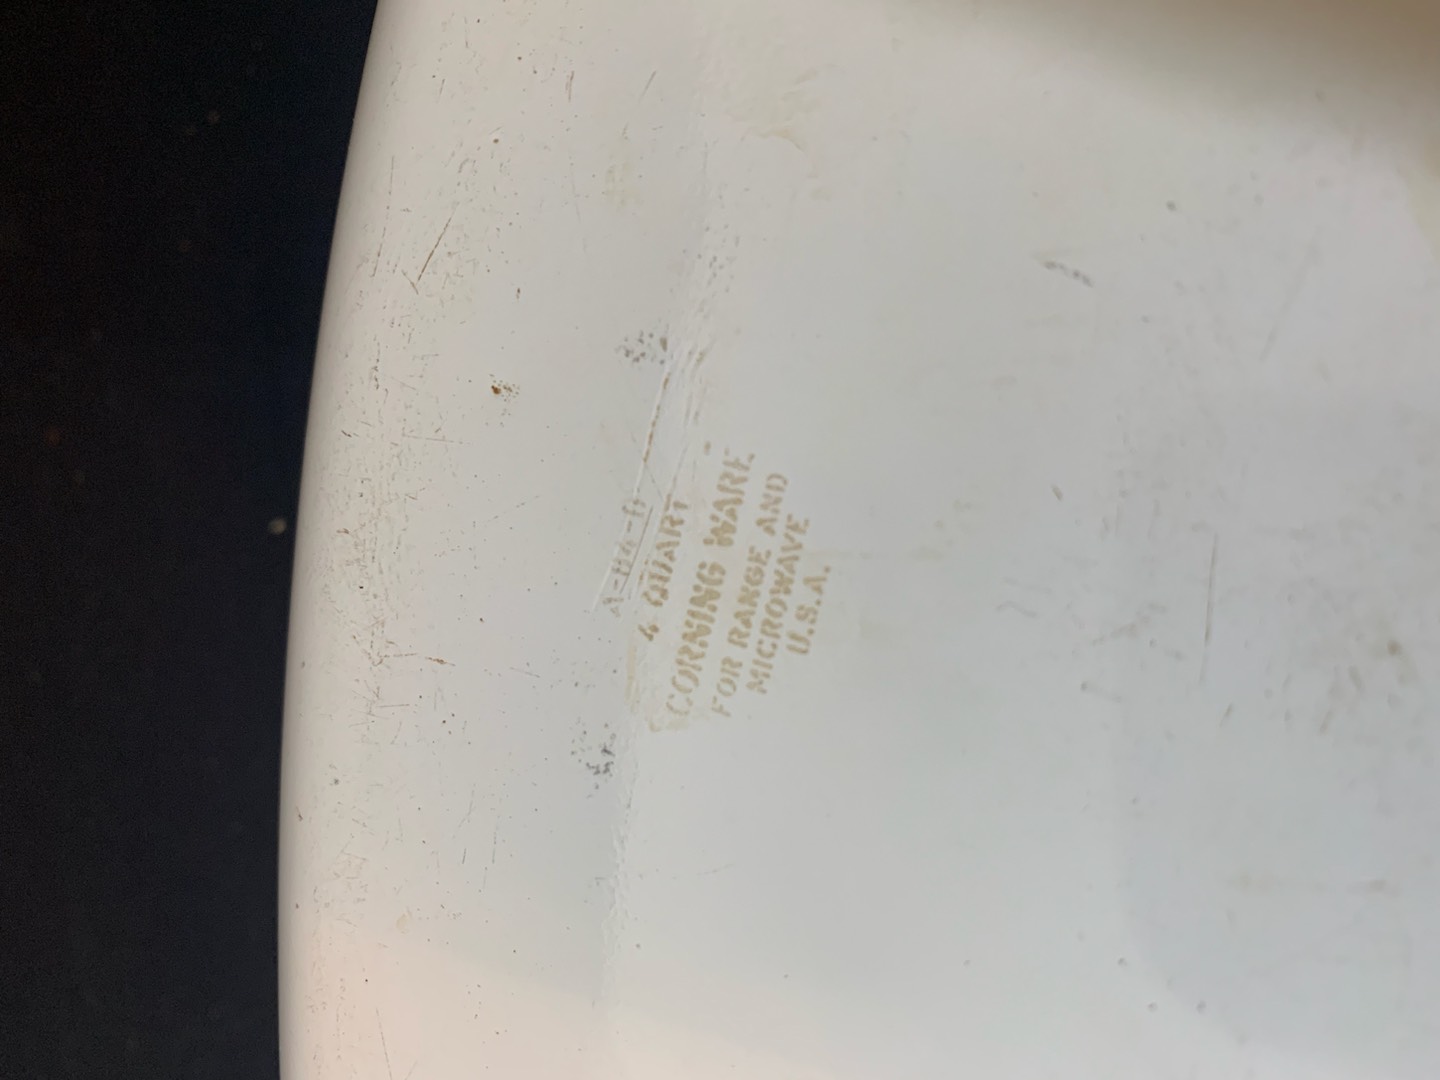 A-84-B
4 QUART
CORNING WARE
FOR RANGE AND
MICROWAVE
U.S.A.